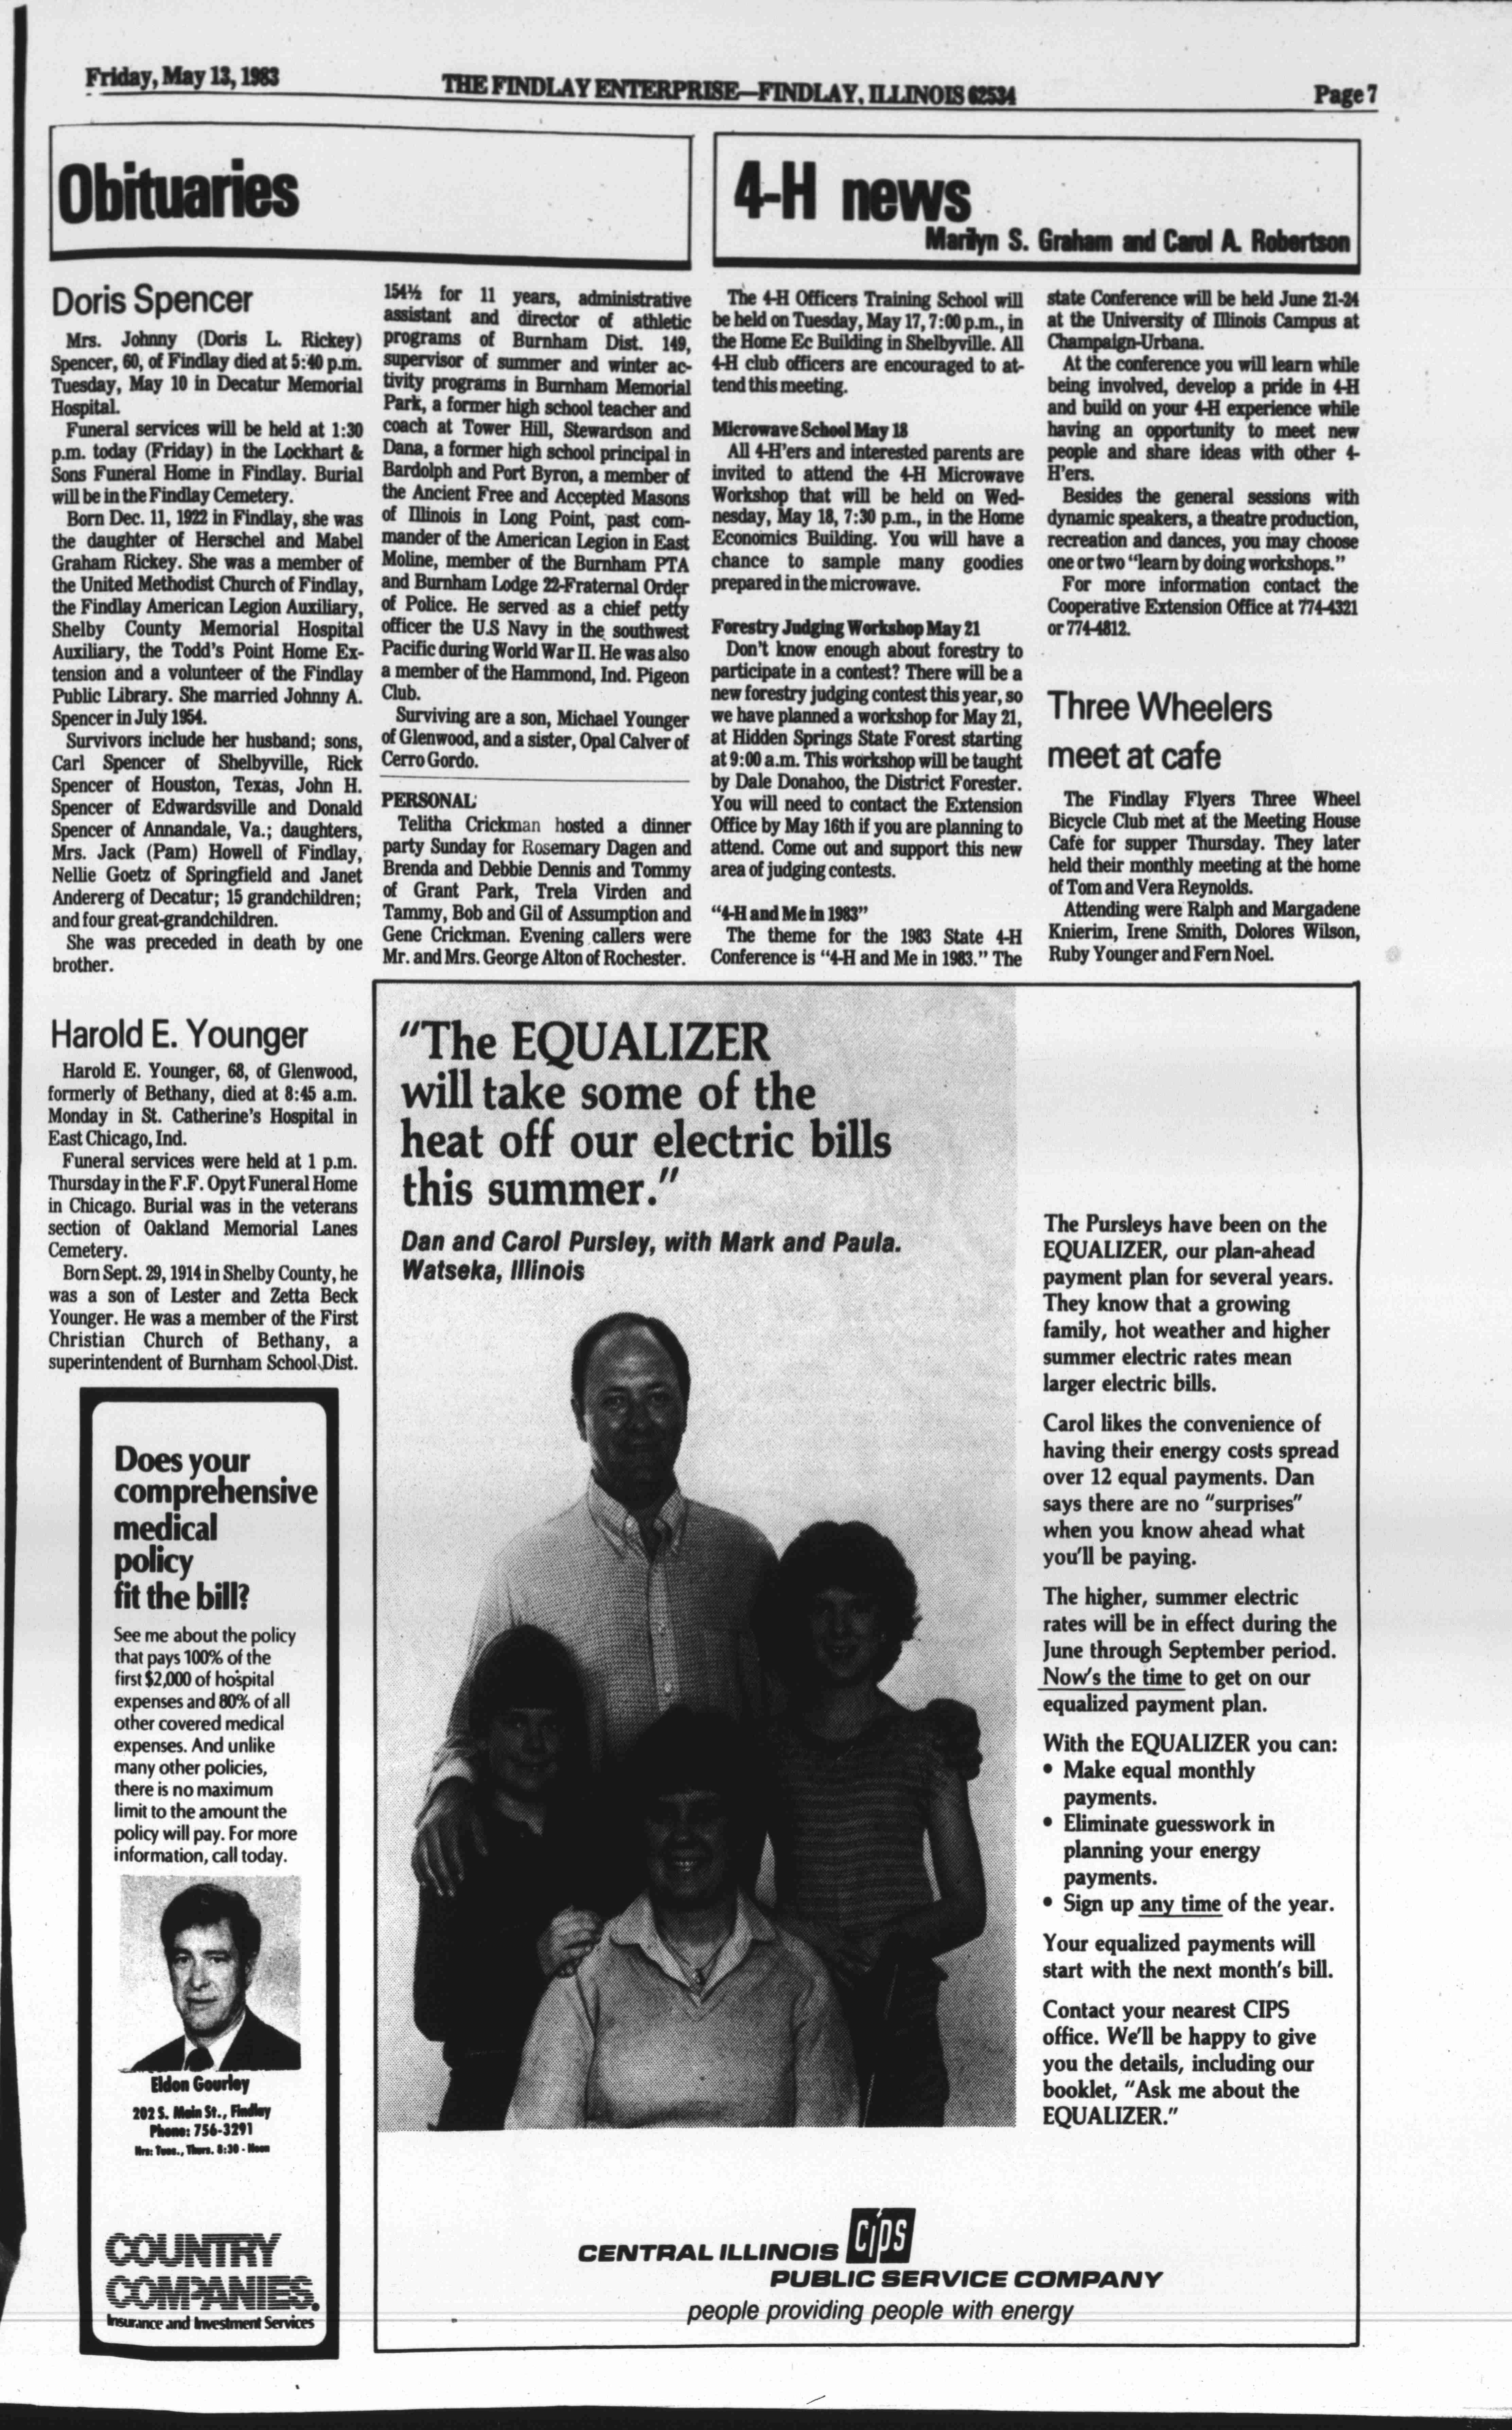 Friday, May 13, 1983
THE FINDLAY ENTERPRISE—FINDLAY, ILLINOIS 62534
Page 7
Obituaries
Doris Spencer
Mrs. Johnny (Doris L. Rickey)
Spencer, 60, of Findlay died at 5:40 p.m.
Tuesday, May 10 in Decatur Memorial
Hospital.
Funeral services will be held at 1:30
p.m. today (Friday) in the Lockhart &
Sons Funeral Home in Findlay. Burial
will be in the Findlay Cemetery.
Born Dec. 11, 1922 in Findlay, she was
the daughter of Herschel and Mabel
Graham Rickey. She was a member of
the United Methodist Church of Findlay,
the Findlay American Legion Auxiliary,
Shelby County Memorial Hospital
Auxiliary, the Todd's Point Home Ex-
tension and a volunteer of the Findlay
Public Library. She married Johnny A.
Spencer in July 1954.
Survivors include her husband; sons,
Carl Spencer of Shelbyville, Rick
Spencer of Houston, Texas, John H.
Spencer of Edwardsville and Donald
Spencer of Annandale, Va.; daughters,
Mrs. Jack (Pam) Howell of Findlay,
Nellie Goetz of Springfield and Janet
Andererg of Decatur; 15 grandchildren;
and four great-grandchildren.
She was preceded in death by one
brother.
Harold E. Younger
Harold E. Younger, 68, of Glenwood,
formerly of Bethany, died at 8:45 a.m.
Monday in St. Catherine's Hospital in
East Chicago, Ind.
Funeral services were held at 1 p.m.
Thursday in the F.F. Opyt Funeral Home
in Chicago. Burial was in the veterans
section of Oakland Memorial Lanes
Cemetery.
Born Sept. 29, 1914 in Shelby County, he
was a son of Lester and Zetta Beck
Younger. He was a member of the First
Christian Church of Bethany, a
superintendent of Burnham School Dist.
154½ for 11 years, administrative
assistant and director of athletic
programs of Burnham Dist. 149,
supervisor of summer and winter ac-
tivity programs in Burnham Memorial
Park, a former high school teacher and
coach at Tower Hill, Stewardson and
Dana, a former high school principal in
Bardolph and Port Byron, a member of
the Ancient Free and Accepted Masons
of Illinois in Long Point, past com-
mander of the American Legion in East
Moline, member of the Burnham PTA
and Burnham Lodge 22-Fraternal Order
of Police. He served as a chief petty
officer the U.S Navy in the southwest
Pacific during World War II. He was also
a member of the Hammond, Ind. Pigeon
Club.
Surviving are a son, Michael Younger
of Glenwood, and a sister, Opal Calver of
Cerro Gordo.
PERSONAL
Telitha Crickman hosted a dinner
party Sunday for Rosemary Dagen and
Brenda and Debbie Dennis and Tommy
of Grant Park, Trela Virden and
Tammy, Bob and Gil of Assumption and
Gene Crickman. Evening callers were
Mr. and Mrs. George Alton of Rochester.
4-H news
Marilyn S. Graham and Carol A. Robertson
The 4-H Officers Training School will
be held on Tuesday, May 17, 7:00 p.m., in
the Home Ec Building in Shelbyville. All
4-H club officers are encouraged to at-
tend this meeting.
Microwave School May 18
All 4-H'ers and interested parents are
invited to attend the 4-H Microwave
Workshop that will be held on Wed-
nesday, May 18, 7:30 p.m., in the Home
Economics Building. You will have a
chance to sample many goodies
prepared in the microwave.
Forestry Judging Workshop May 21
Don't know enough about forestry to
participate in a contest? There will be a
new forestry judging contest this year, so
we have planned a workshop for May 21,
at Hidden Springs State Forest starting
at 9:00 a.m. This workshop will be taught
by Dale Donahoo, the District Forester.
You will need to contact the Extension
Office by May 16th if you are planning to
attend. Come out and support this new
area of judging contests.
"4-H and Me in 1983"
The theme for the 1983 State 4-H
Conference is "4-H and Me in 1983." The
state Conference will be held June 21-24
at the University of Illinois Campus at
Champaign-Urbana.
At the conference you will learn while
being involved, develop a pride in 4-H
and build on your 4-H experience while
having an opportunity to meet new
people and share ideas with other 4-
H'ers.
Besides the general sessions with
dynamic speakers, a theatre production,
recreation and dances, you may choose
one or two "learn by doing workshops."
For more information contact the
Cooperative Extension Office at 774-4321
or 774-4812.
Three Wheelers
meet at cafe
The Findlay Flyers Three Wheel
Bicycle Club met at the Meeting House
Cafe for supper Thursday. They later
held their monthly meeting at the home
of Tom and Vera Reynolds.
Attending were Ralph and Margadene
Knierim, Irene Smith, Dolores Wilson,
Ruby Younger and Fern Noel.
Does your
comprehensive
medical
policy
fit the bill?
See me about the policy
that pays 100% of the
first $2,000 of hospital
expenses and 80% of all
other covered medical
expenses. And unlike
many other policies,
there is no maximum
limit to the amount the
policy will pay. For more
information, call today.
Eldon Gourley
202 S. Main St., Findlay
Phone: 756-3291
Hrs: Tues., Thurs. 8:30 - Noon
COUNTRY
COMPANIES.
Insurance and Investment Services
"The EQUALIZER
will take some of the
heat off our electric bills
this summer."
Dan and Carol Pursley, with Mark and Paula.
Watseka, Illinois
The Pursleys have been on the
EQUALIZER, our plan-ahead
payment plan for several years.
They know that a growing
family, hot weather and higher
summer electric rates mean
larger electric bills.
Carol likes the convenience of
having their energy costs spread
over 12 equal payments. Dan
says there are no "surprises"
when you know ahead what
you'll be paying.
The higher, summer electric
rates will be in effect during the
June through September period.
Now's the time to get on our
equalized payment plan.
With the EQUALIZER you can:
• Make equal monthly
payments.
• Eliminate guesswork in
planning your energy
payments.
• Sign up any time of the year.
Your equalized payments will
start with the next month's bill.
Contact your nearest CIPS
office. We'll be happy to give
you the details, including our
booklet, "Ask me about the
EQUALIZER."
CENTRAL ILLINOIS CIPS
PUBLIC SERVICE COMPANY
people providing people with energy